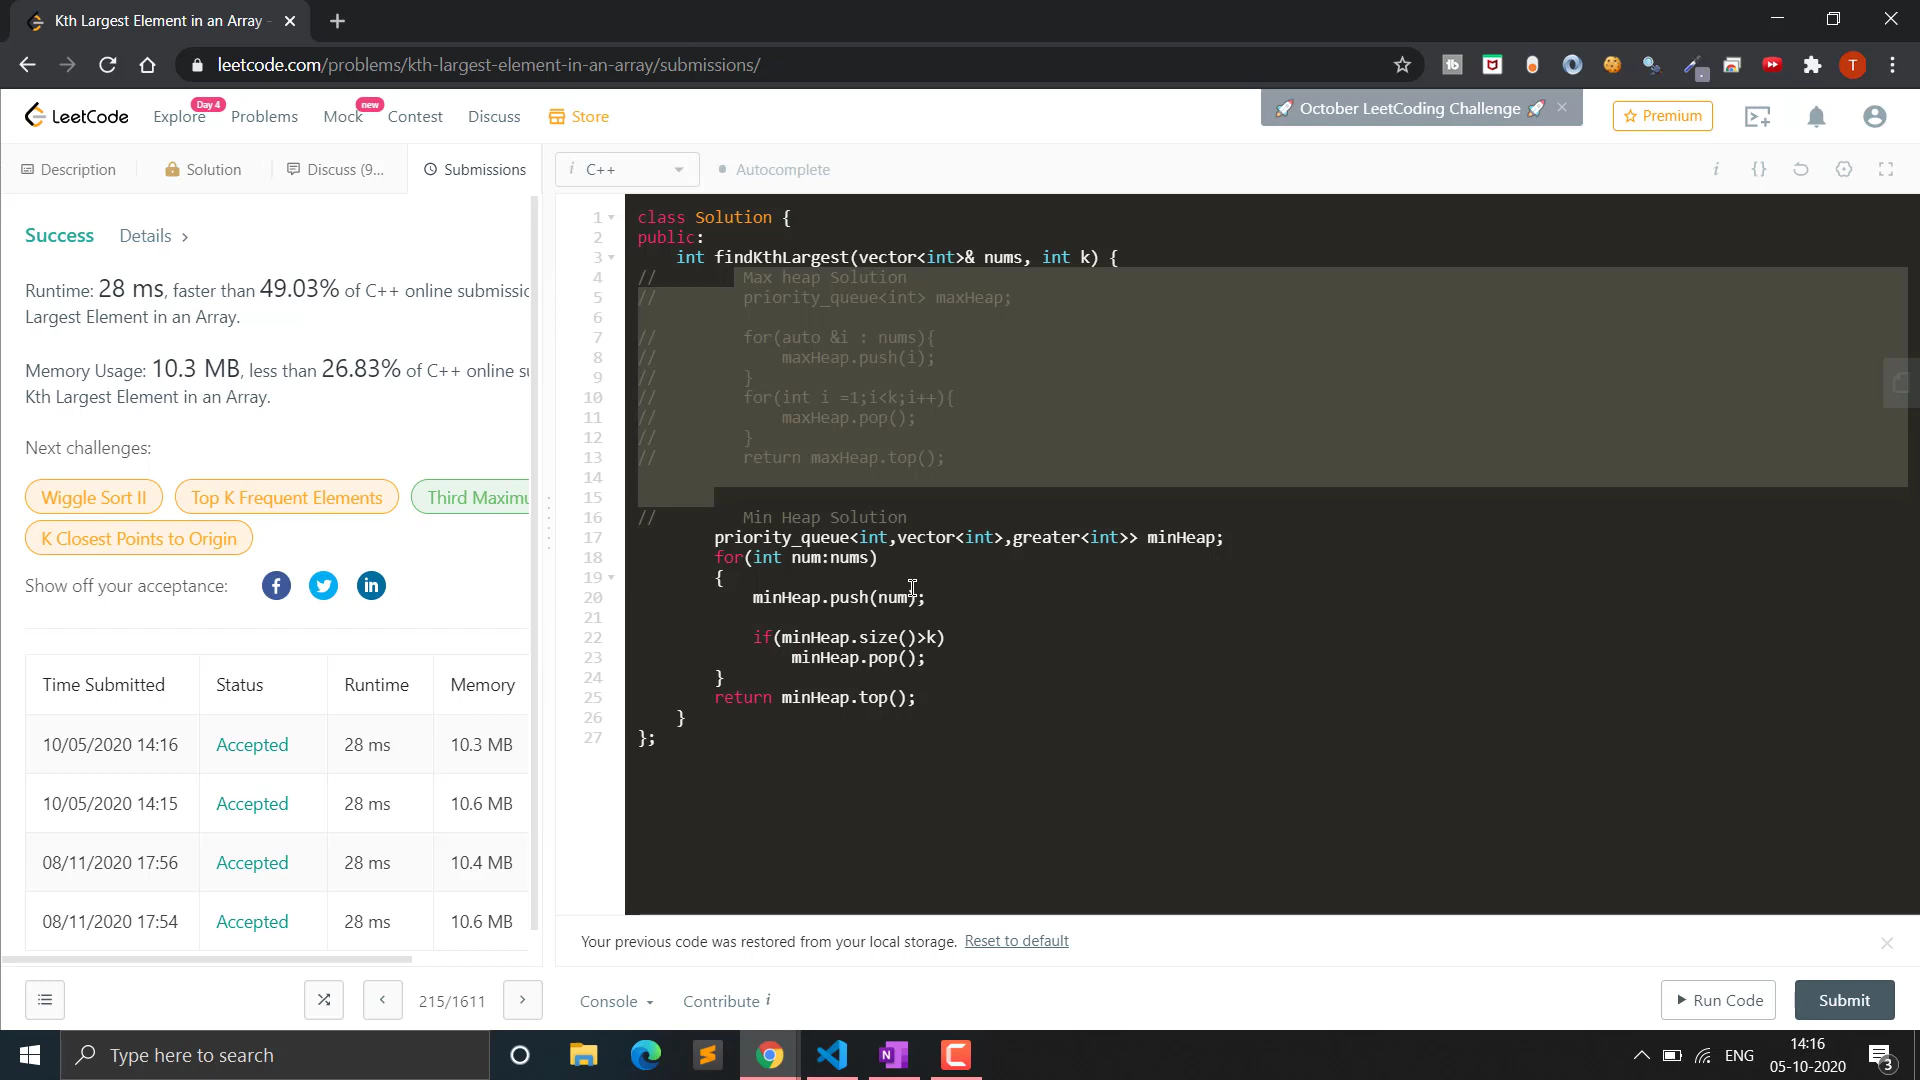 Kth Largest Element in an Array -
leetcode.com/problems/kth-largest-element-in-an-array/submissions/
T
LeetCode
Explore
Day 4
Problems
Mock
new
Contest
Discuss
Store
🚀 October LeetCoding Challenge 🚀
Premium
Description
Solution
Discuss (9...
Submissions
i C++
Autocomplete
Success
Details >
Runtime: 28 ms, faster than 49.03% of C++ online submissio
Largest Element in an Array.
Memory Usage: 10.3 MB, less than 26.83% of C++ online su
Kth Largest Element in an Array.
Next challenges:
Wiggle Sort II
Top K Frequent Elements
Third Maximu
K Closest Points to Origin
Show off your acceptance:
Time Submitted Status Runtime Memory
10/05/2020 14:16 Accepted 28 ms 10.3 MB
10/05/2020 14:15 Accepted 28 ms 10.6 MB
08/11/2020 17:56 Accepted 28 ms 10.4 MB
08/11/2020 17:54 Accepted 28 ms 10.6 MB
1 class Solution {
2 public:
3 int findKthLargest(vector<int>& nums, int k) {
4 // Max heap Solution
5 // priority_queue<int> maxHeap;
6
7 // for(auto &i : nums){
8 // maxHeap.push(i);
9 // }
10 // for(int i =1;i<k;i++){
11 // maxHeap.pop();
12 // }
13 // return maxHeap.top();
14
15
16 // Min Heap Solution
17 priority_queue<int,vector<int>,greater<int>> minHeap;
18 for(int num:nums)
19 {
20 minHeap.push(num);
21
22 if(minHeap.size()>k)
23 minHeap.pop();
24 }
25 return minHeap.top();
26 }
27 };
Your previous code was restored from your local storage. Reset to default
215/1611
Console
Contribute i
Run Code
Submit
Type here to search
ENG
14:16
05-10-2020
3